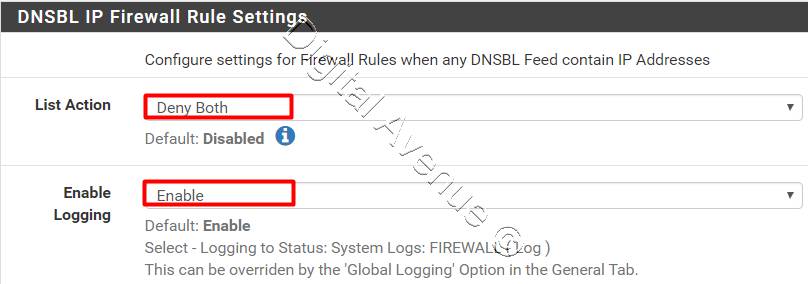 DNSBL IP Firewall Rule Settings
Configure settings for Firewall Rules when any DNSBL Feed contain IP Addresses
List Action
Deny Both
Default: Disabled
Enable Logging
Enable
Default: Enable
Select - Logging to Status: System Logs: FIREWALL ( Log )
This can be overriden by the 'Global Logging' Option in the General Tab.
Digital Avenue @